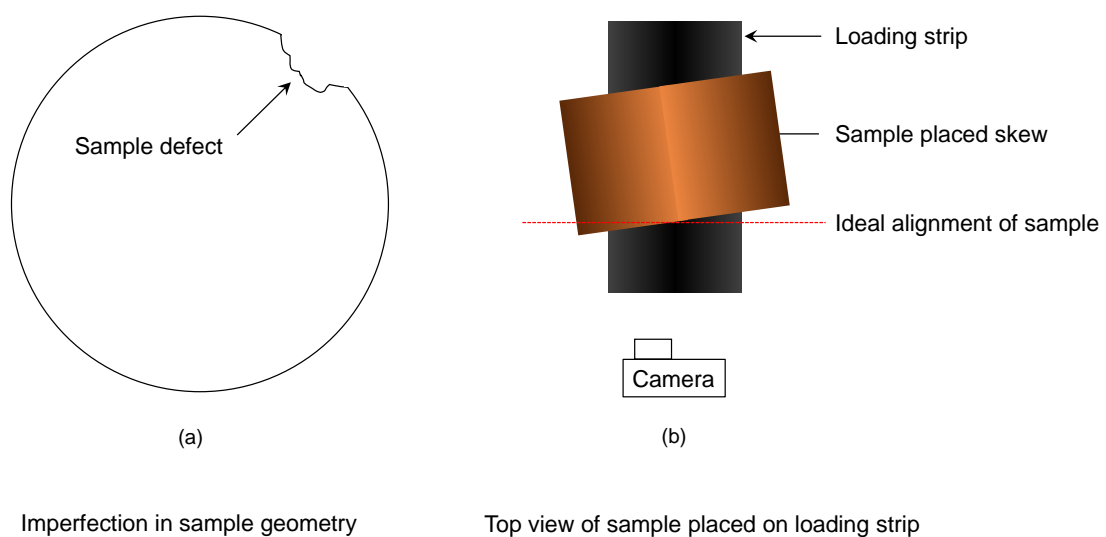 Sample defect
(a)
Imperfection in sample geometry
Loading strip
Sample placed skew
Ideal alignment of sample
Camera
(b)
Top view of sample placed on loading strip